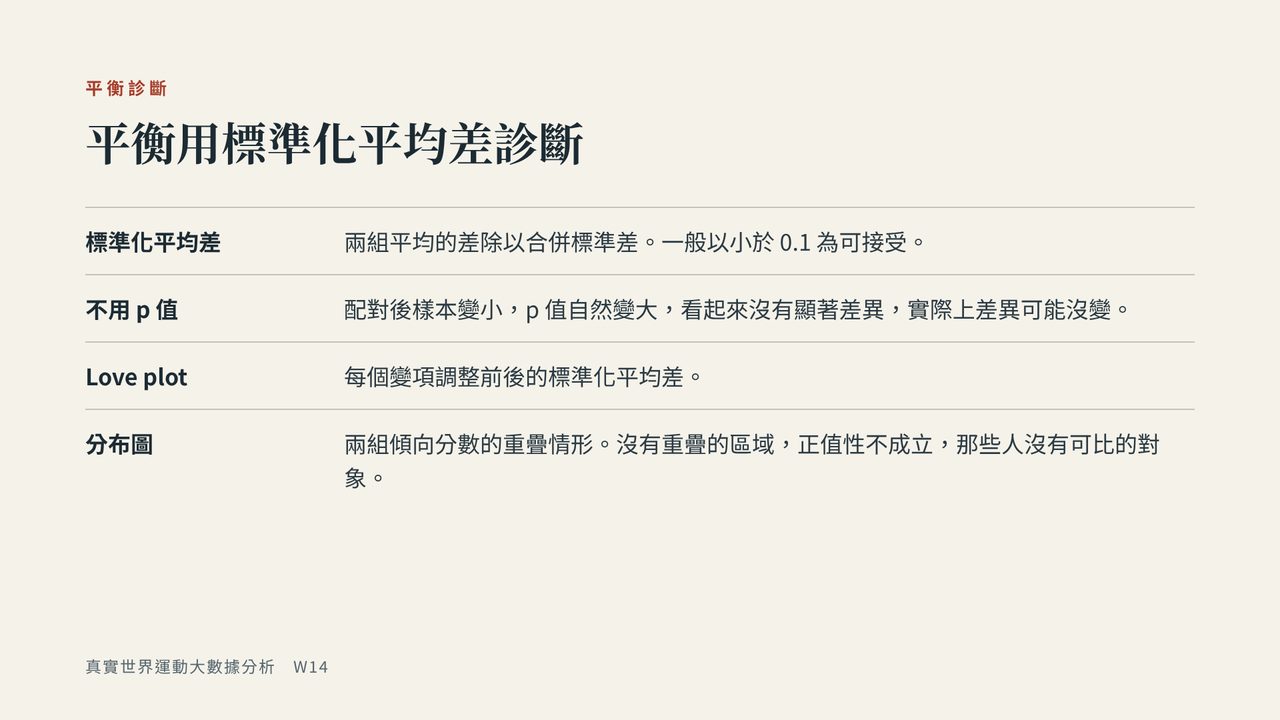 平衡診斷
平衡用標準化平均差診斷
標準化平均差
兩組平均的差除以合併標準差。一般以小於 0.1 為可接受。
不用 p 值
配對後樣本變小，p 值自然變大，看起來沒有顯著差異，實際上差異可能沒變。
Love plot
每個變項調整前後的標準化平均差。
分布圖
兩組傾向分數的重疊情形。沒有重疊的區域，正值性不成立，那些人沒有可比的對
象。
真實世界運動大數據分析 W14